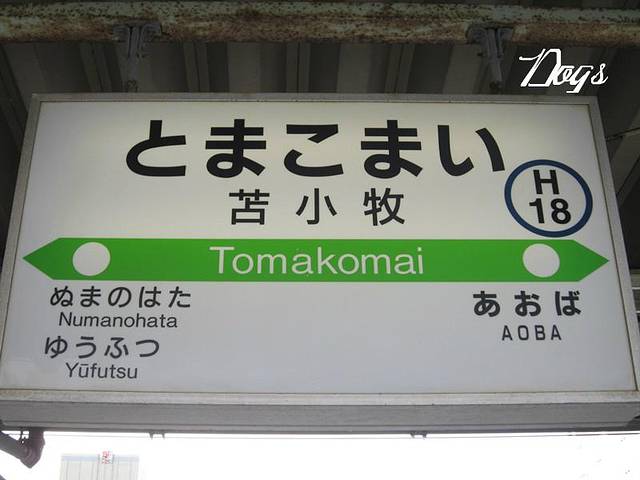 Dogs
とまこまい
苫小牧
H
18
Tomakomai
ぬまのはた
Numanohata
ゆうふつ
Yūfutsu
あおば
AOBA